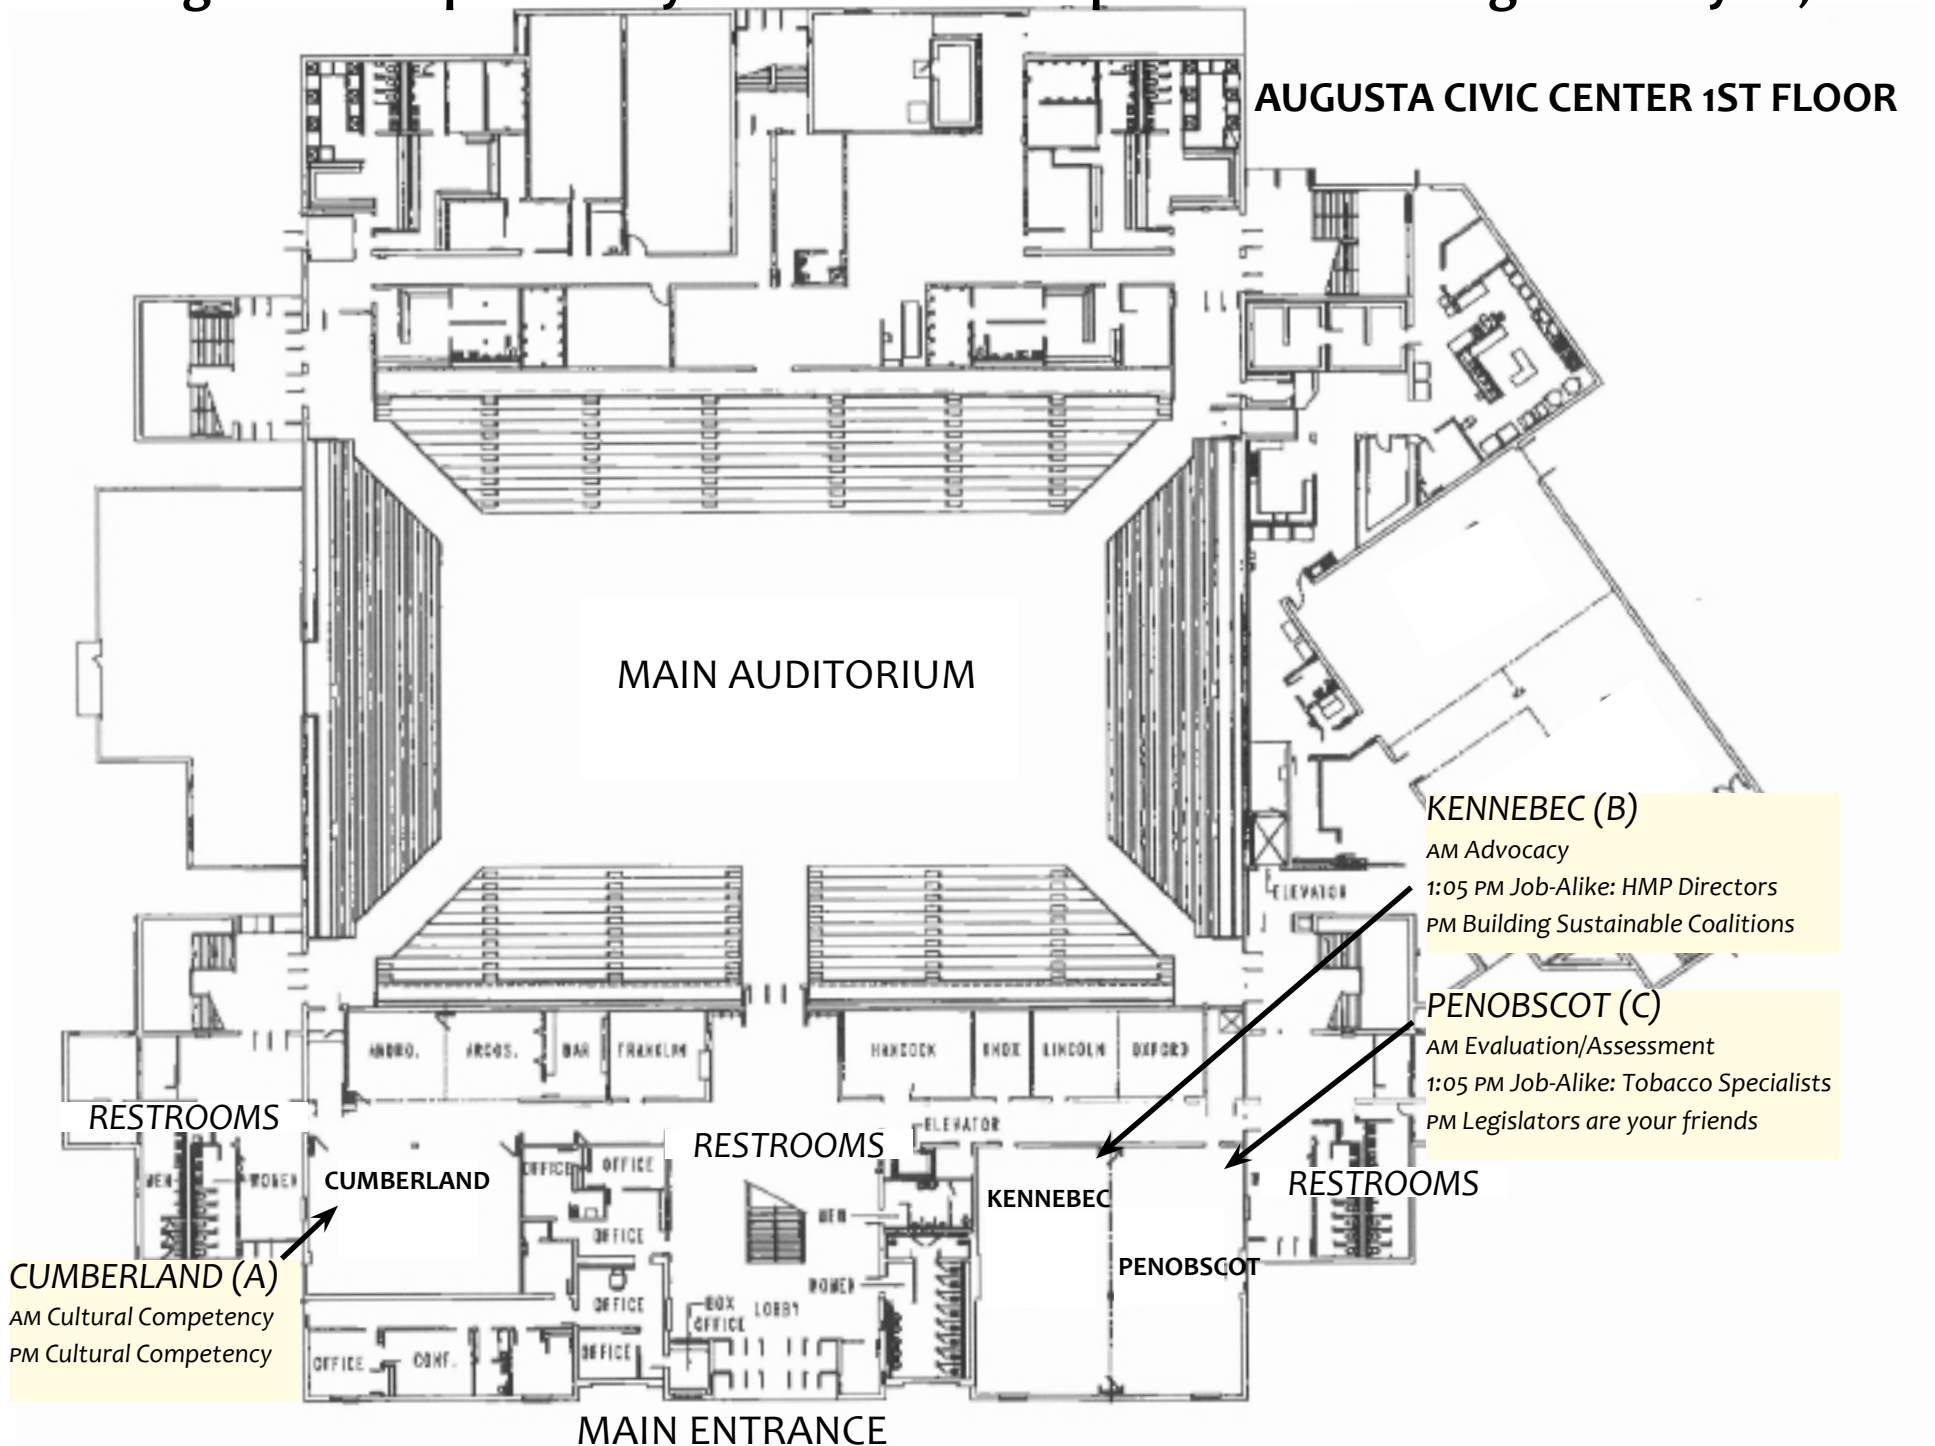 AUGUSTA CIVIC CENTER 1ST FLOOR
MAIN AUDITORIUM
KENNEBEC (B)
AM Advocacy
1:05 PM Job-Alike: HMP Directors
PM Building Sustainable Coalitions
ELEVATOR
PENOBSCOT (C)
AM Evaluation/Assessment
1:05 PM Job-Alike: Tobacco Specialists
PM Legislators are your friends
ANDRO.
AROOS.
BAR
FRANKLIN
HANCOCK
KNOX
LINCOLN
OXFORD
RESTROOMS
RESTROOMS
ELEVATOR
RESTROOMS
MEN
WOMEN
CUMBERLAND
OFFICE
OFFICE
KENNEBEC
MEN
OFFICE
PENOBSCOT
CUMBERLAND (A)
AM Cultural Competency
PM Cultural Competency
WOMEN
OFFICE
BOX
OFFICE
LOBBY
OFFICE
CONF.
OFFICE
MAIN ENTRANCE